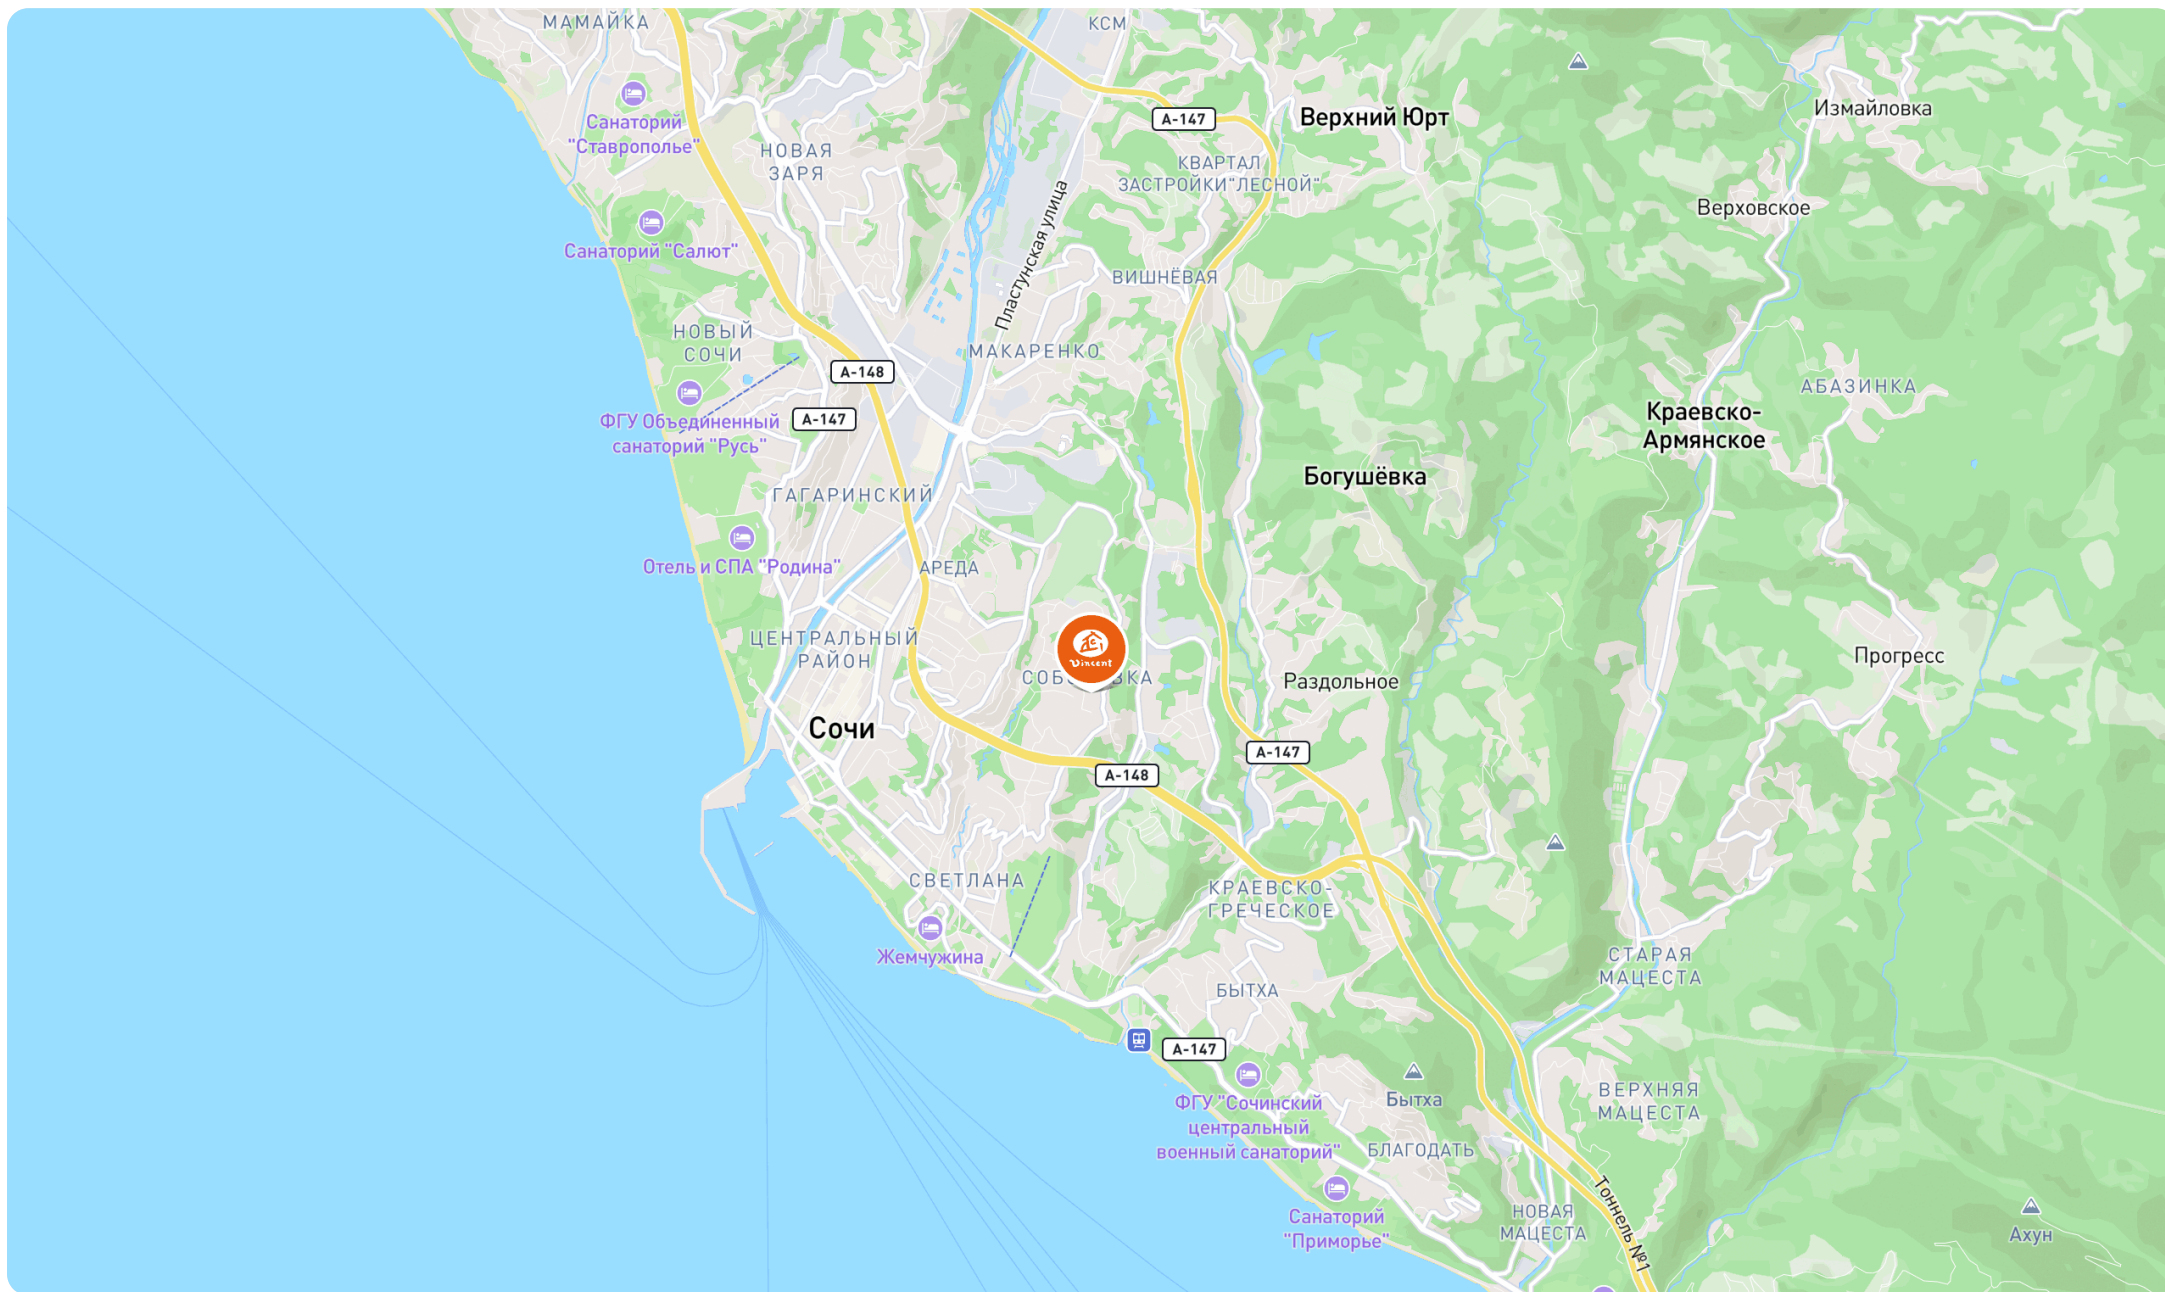 МАМАЙКА
КСМ
Санаторий
"Ставрополье"
НОВАЯ
ЗАРЯ
А-147
Верхний Юрт
Измайловка
КВАРТАЛ
ЗАСТРОЙКИ"ЛЕСНОЙ"
Верховское
Санаторий "Салют"
Пластунская улица
ВИШНЁВАЯ
НОВЫЙ
СОЧИ
МАКАРЕНКО
А-148
А-147
АБАЗИНКА
ФГУ Объединенный
санаторий "Русь"
Краевско-
Армянское
Богушёвка
ГАГАРИНСКИЙ
Отель и СПА "Родина"
АРЕДА
ЦЕНТРАЛЬНЫЙ
РАЙОН
Vincent
Прогресс
Раздольное
Сочи
А-147
А-148
СВЕТЛАНА
КРАЕВСКО-
ГРЕЧЕСКОЕ
Жемчужина
СТАРАЯ
МАЦЕСТА
БЫТХА
А-147
ФГУ "Сочинский
центральный
военный санаторий"
Бытха
ВЕРХНЯЯ
МАЦЕСТА
БЛАГОДАТЬ
Санаторий
"Приморье"
НОВАЯ
МАЦЕСТА
Тоннель №1
Ахун